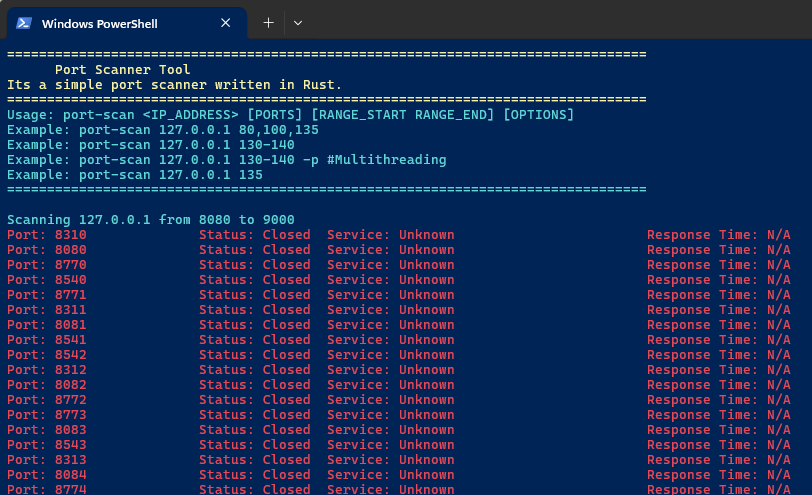 Windows PowerShell
================================================================================
Port Scanner Tool
Its a simple port scanner written in Rust.
================================================================================
Usage: port-scan <IP_ADDRESS> [PORTS] [RANGE_START RANGE_END] [OPTIONS]
Example: port-scan 127.0.0.1 80,100,135
Example: port-scan 127.0.0.1 130-140
Example: port-scan 127.0.0.1 130-140 -p #Multithreading
Example: port-scan 127.0.0.1 135
================================================================================
Scanning 127.0.0.1 from 8080 to 9000
Port: 8310 Status: Closed Service: Unknown Response Time: N/A
Port: 8080 Status: Closed Service: Unknown Response Time: N/A
Port: 8770 Status: Closed Service: Unknown Response Time: N/A
Port: 8540 Status: Closed Service: Unknown Response Time: N/A
Port: 8771 Status: Closed Service: Unknown Response Time: N/A
Port: 8311 Status: Closed Service: Unknown Response Time: N/A
Port: 8081 Status: Closed Service: Unknown Response Time: N/A
Port: 8541 Status: Closed Service: Unknown Response Time: N/A
Port: 8542 Status: Closed Service: Unknown Response Time: N/A
Port: 8312 Status: Closed Service: Unknown Response Time: N/A
Port: 8082 Status: Closed Service: Unknown Response Time: N/A
Port: 8772 Status: Closed Service: Unknown Response Time: N/A
Port: 8773 Status: Closed Service: Unknown Response Time: N/A
Port: 8083 Status: Closed Service: Unknown Response Time: N/A
Port: 8543 Status: Closed Service: Unknown Response Time: N/A
Port: 8313 Status: Closed Service: Unknown Response Time: N/A
Port: 8084 Status: Closed Service: Unknown Response Time: N/A
Port: 8774 Status: Closed Service: Unknown Response Time: N/A